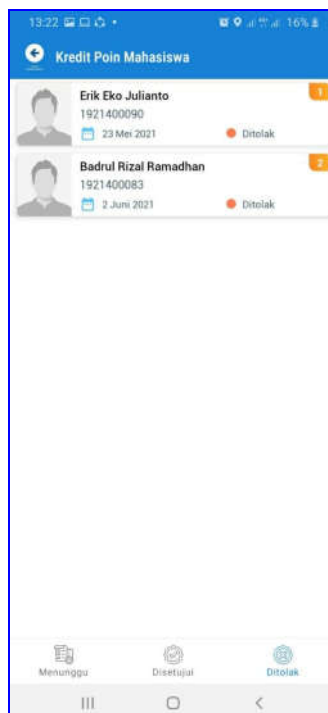 13:22
16%
Kredit Poin Mahasiswa
Erik Eko Julianto
1
1921400090
23 Mei 2021
Ditolak
Badrul Rizal Ramadhan
2
1921400083
2 Juni 2021
Ditolak
Menunggu
Disetujui
Ditolak